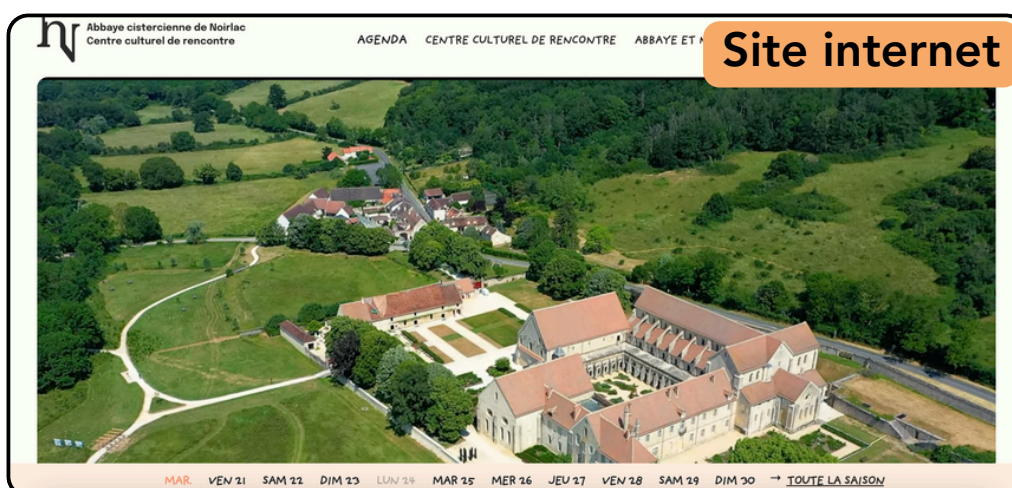 Abbaye cistercienne de Noirlac
Centre culturel de rencontre
AGENDA CENTRE CULTUREL DE RENCONTRE ABBAYE ET
Site internet
MAR. VEN 21 SAM 22 DIM 23 LUN 24 MAR 25 MER 26 JEU 27 VEN 28 SAM 29 DIM 30 → TOUTE LA SAISON